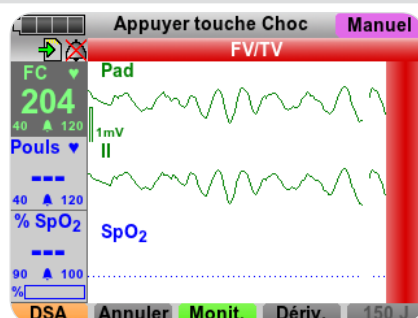 Appuyer touche Choc Manuel
FV/TV
FC ♥
204
40 120
Pad
1mV
II
Pouls ♥
---
40 120
% SpO₂
---
90 100
%
SpO₂
DSA Annuler Monit. Dériv. 150 J